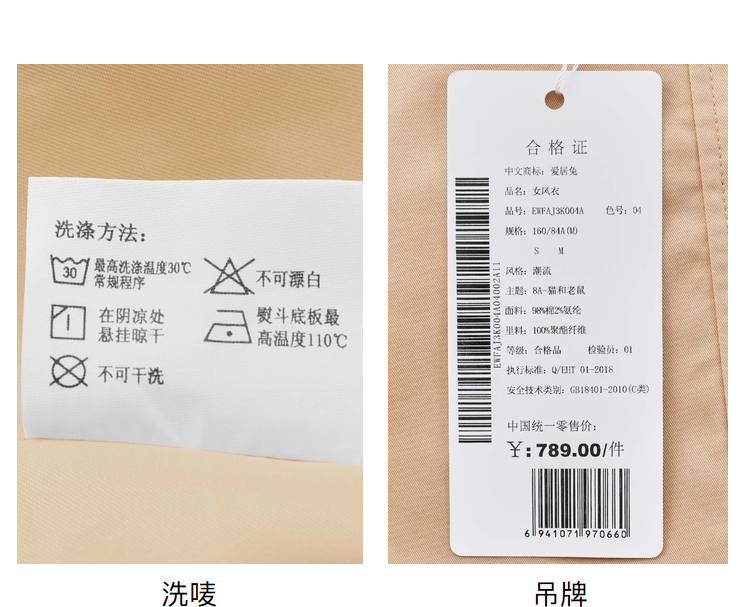 洗涤方法：
30
最高洗涤温度30℃
常规程序
不可漂白
在阴凉处
悬挂晾干
熨斗底板最
高温度110℃
不可干洗
洗唛
合格证
中文商标：爱居兔
品名：女风衣
品号：EWFAJ3K004A 色号：04
规格：160/84A(M)
S M
风格：潮流
主题：8A-猫和老鼠
面料：98%棉2%氨纶
里料：100%聚酯纤维
等级：合格品 检验员：01
执行标准：Q/EHT 01-2018
安全技术类别：GB18401-2010(C类)
EWFAJ3K004A04002A11
中国统一零售价：
¥:789.00/件
6 941071 970660
吊牌